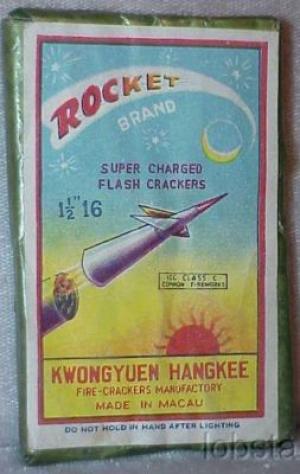 ROCKET
BRAND
SUPER CHARGED
FLASH CRACKERS
1½" 16
ICC CLASS C
COMMON FIREWORKS
KWONGYUEN HANGKEE
FIRE-CRACKERS MANUFACTORY
MADE IN MACAU
DO NOT HOLD IN HAND AFTER LIGHTING
lobsta